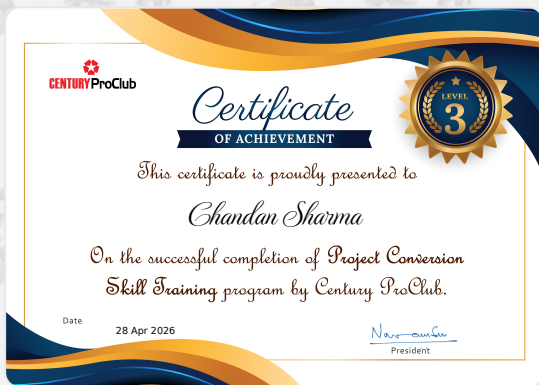 CENTURY ProClub
Certificate
OF ACHIEVEMENT
LEVEL
3
This certificate is proudly presented to
Chandan Sharma
On the successful completion of Project Conversion
Skill Training program by Century ProClub.
Date
28 Apr 2026
President